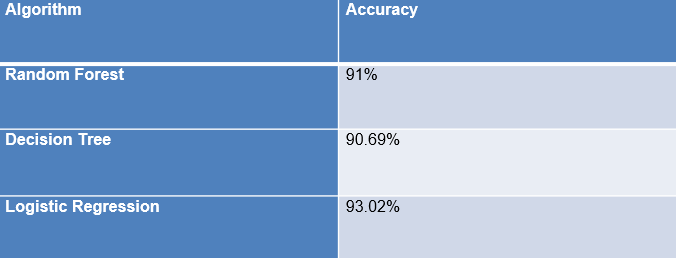 Algorithm Accuracy
Random Forest 91%
Decision Tree 90.69%
Logistic Regression 93.02%